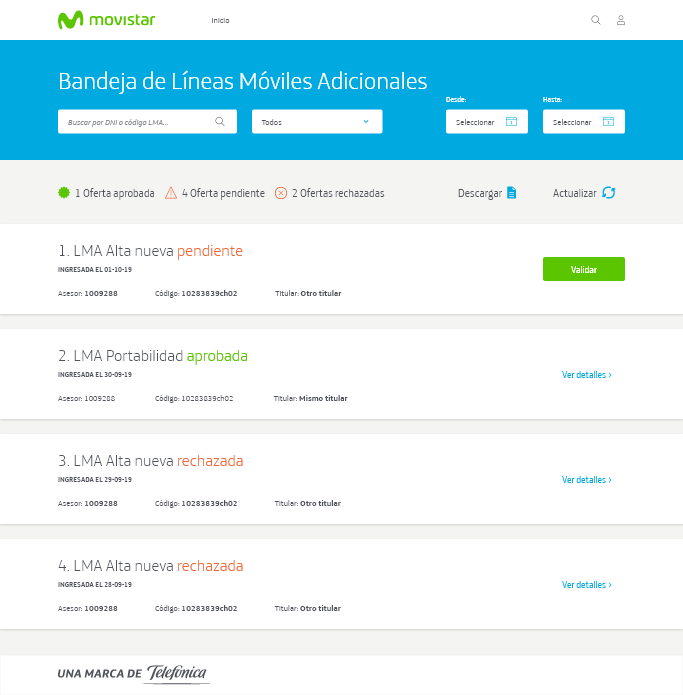 movistar
Inicio
Bandeja de Líneas Móviles Adicionales
Desde:
Hasta:
Buscar por DNI o código LMA...
Todos
Seleccionar
Seleccionar
1 Oferta aprobada
4 Oferta pendiente
2 Ofertas rechazadas
Descargar
Actualizar
1. LMA Alta nueva pendiente
INGRESADA EL 01-10-19
Validar
Asesor: 1009288 Código: 10283839ch02 Titular: Otro titular
2. LMA Portabilidad aprobada
INGRESADA EL 30-09-19
Ver detalles >
Asesor: 1009288 Código: 10283839ch02 Titular: Mismo titular
3. LMA Alta nueva rechazada
INGRESADA EL 29-09-19
Ver detalles >
Asesor: 1009288 Código: 10283839ch02 Titular: Otro titular
4. LMA Alta nueva rechazada
INGRESADA EL 28-09-19
Ver detalles >
Asesor: 1009288 Código: 10283839ch02 Titular: Otro titular
UNA MARCA DE Telefónica